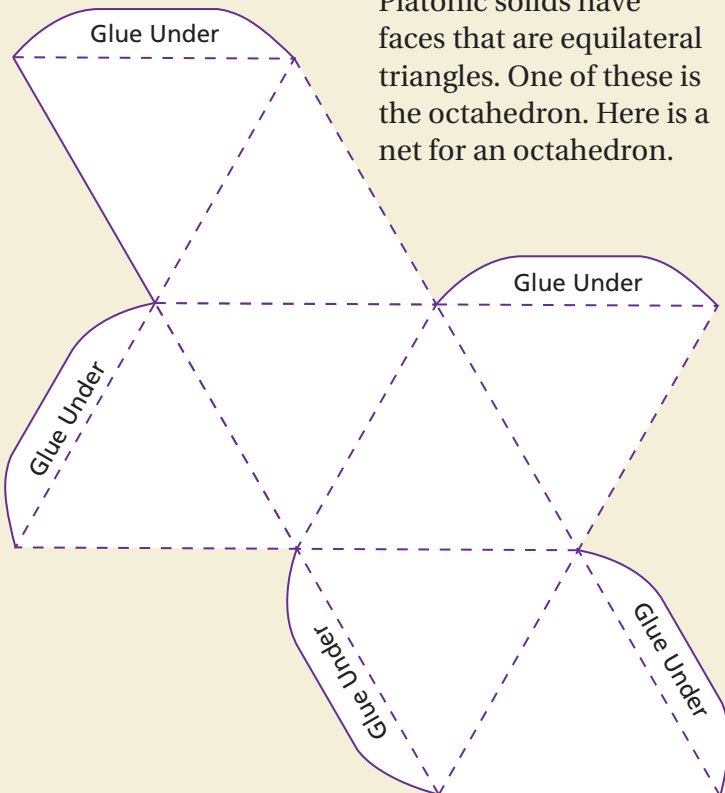 Glue Under
Platonic solids have
faces that are equilateral
triangles. One of these is
the octahedron. Here is a
net for an octahedron.
Glue Under
Glue Under
Glue Under
Glue Under